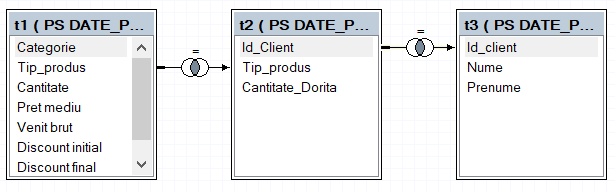 t1 ( PS DATE_P...
Categorie
Tip_produs
Cantitate
Pret mediu
Venit brut
Discount initial
Discount final
=
t2 ( PS DATE_P...
Id_Client
Tip_produs
Cantitate_Dorita
=
t3 ( PS DATE_P...
Id_client
Nume
Prenume